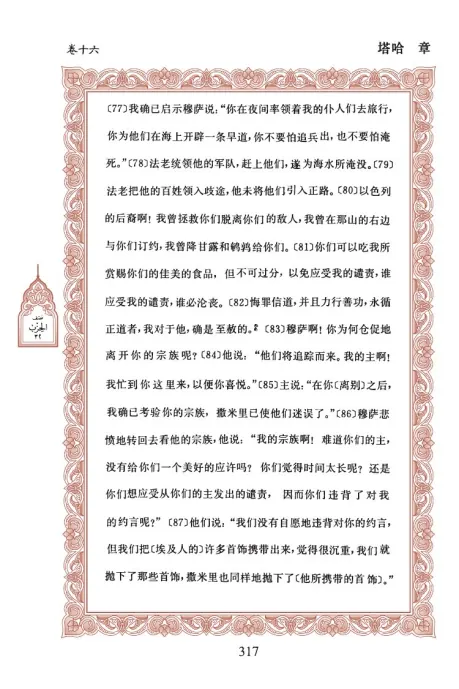 卷十六
塔哈 章
(77)我确已启示穆萨说:“你在夜间率领着我的仆人们去旅行,
你为他们在海上开辟一条旱道,你不要怕追兵出,也不要怕淹
死。”(78)法老统领他的军队,赶上他们,遂为海水所淹没。(79)
法老把他的百姓领入歧途,他未将他们引入正路。(80)以色列
的后裔啊!我曾拯救你们脱离你们的敌人,我曾在那山的右边
与你们订约,我曾降甘露和鹌鹑给你们。(81)你们可以吃我所
赏赐你们的佳美的食品,但不可过分,以免应受我的谴责,谁
应受我的谴责,谁必沦丧。(82)悔罪信道,并且力行善功,永循
正道者,我对于他,确是至赦的。(83)穆萨啊!你为何仓促地
离开你的宗族呢?(84)他说:“他们将追踪而来。我的主啊!
我忙到你这里来,以便你喜悦。”(85)主说:“在你(离别)之后,
我确已考验你的宗族,撒米里已使他们迷误了。”(86)穆萨悲
愤地转回去看他的宗族,他说:“我的宗族啊!难道你们的主,
没有给你们一个美好的应许吗?你们觉得时间太长呢?还是
你们想应受从你们的主发出的谴责,因而你们违背了对我
的约言呢?”(87)他们说:“我们没有自愿地违背对你的约言,
但我们把(埃及人的)许多首饰携带出来,觉得很沉重,我们就
抛下了那些首饰,撒米里也同样地抛下了(他所携带的首饰)。”
نصف
الحزب
٣٢
317